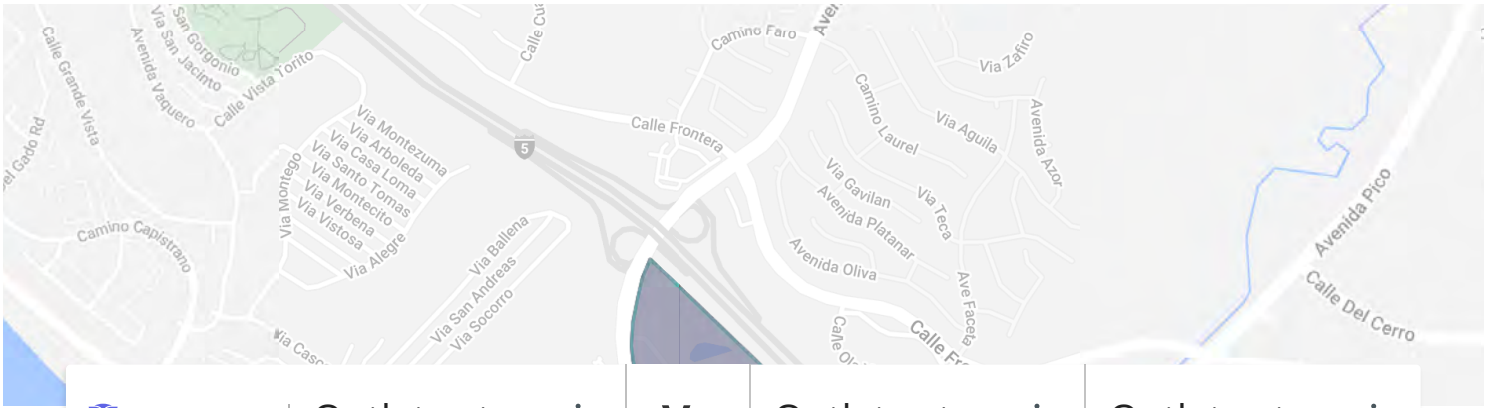 San Gorgonio
Via San Jacinto
Calle Grande Vista
Avenida Vaquero
Calle Vista Torito
Del Gado Rd
Camino Capistrano
Via Montego
Via Montezuma
Via Arboleda
Via Casa Loma
Via Santo Tomas
Via Montecito
Via Verbena
Via Vistosa
Via Alegre
Via Ballena
Via San Andreas
Via Socorro
5
Calle Frontera
Camino Faro
Via Zafiro
Camino Laurel
Via Aguila
Avenida Azor
Via Gavilan
Avenida Platanar
Via Teca
Avenida Oliva
Ave Faceta
Avenida Pico
Calle Del Cerro